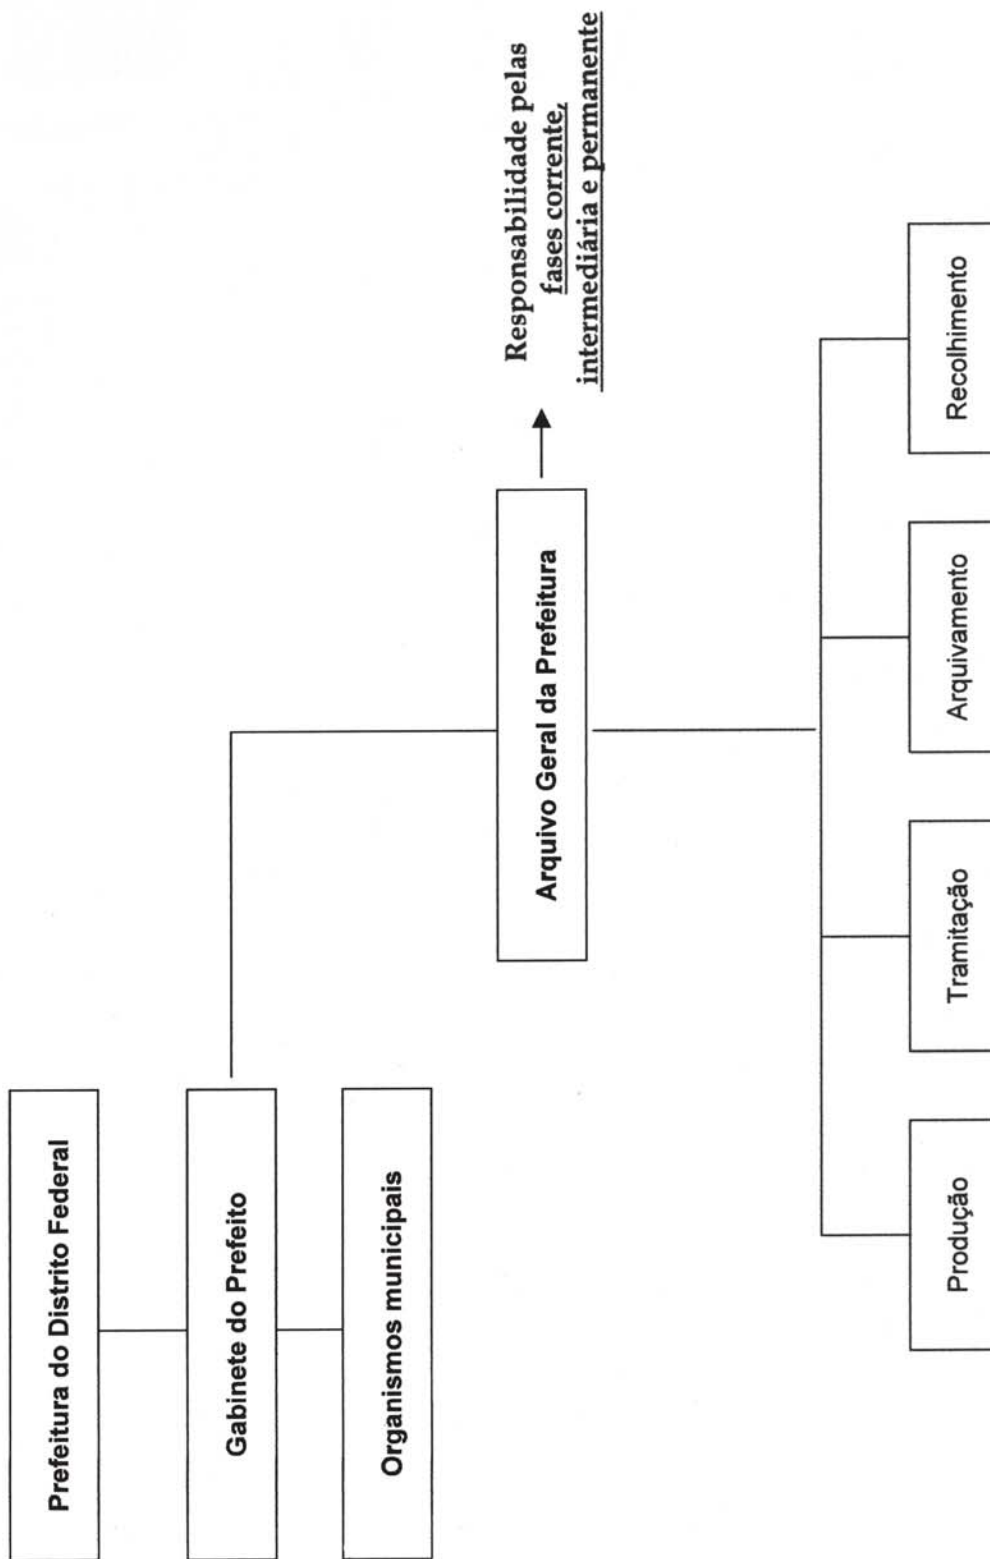 Prefeitura do Distrito Federal
Gabinete do Prefeito
Organismos municipais
Arquivo Geral da Prefeitura
Responsabilidade pelas
fases corrente,
intermediária e permanente
Produção
Tramitação
Arquivamento
Recolhimento